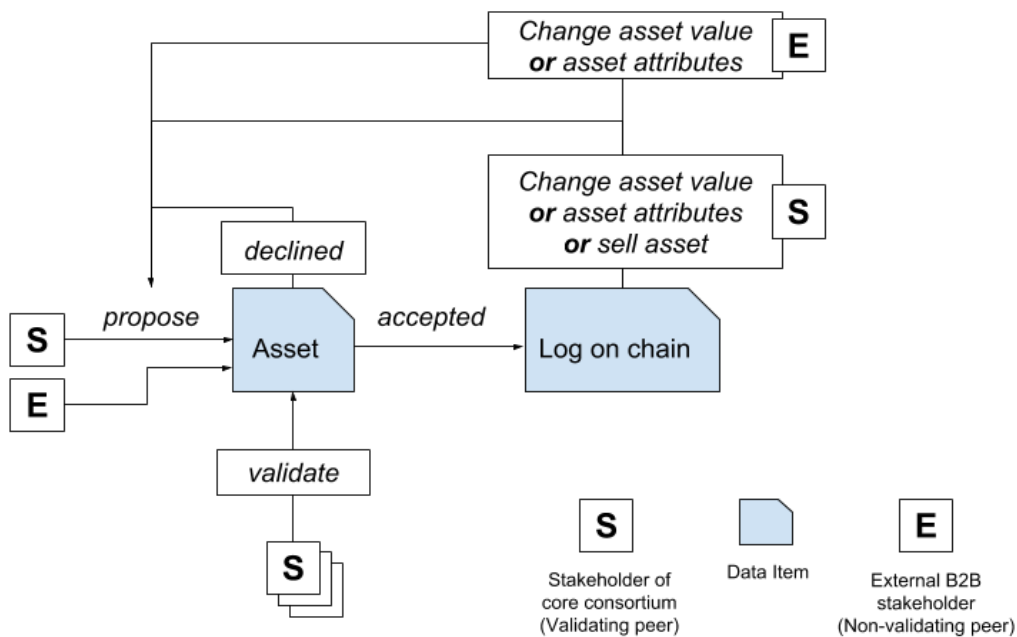 Change asset value
or asset attributes
E
Change asset value
or asset attributes
or sell asset
S
declined
propose
accepted
S
Asset
Log on chain
E
validate
S
S
E
Stakeholder of
core consortium
(Validating peer)
Data Item
External B2B
stakeholder
(Non-validating peer)